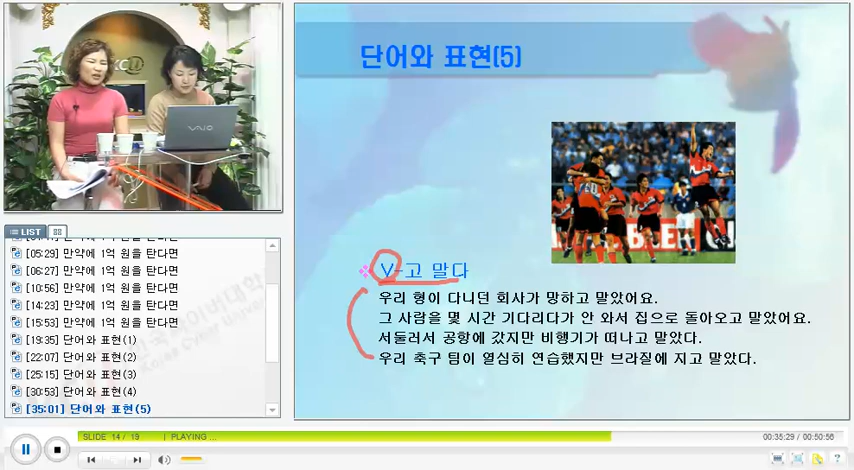 단어와 표현(5)
VAIO
LIST
[05:29] 만약에 1억 원을 탄다면
[06:27] 만약에 1억 원을 탄다면
[10:56] 만약에 1억 원을 탄다면
[14:23] 만약에 1억 원을 탄다면
[15:53] 만약에 1억 원을 탄다면
[19:35] 단어와 표현(1)
[22:07] 단어와 표현(2)
[25:15] 단어와 표현(3)
[30:53] 단어와 표현(4)
[35:01] 단어와 표현(5)
V-고 말다
우리 형이 다니던 회사가 망하고 말았어요.
그 사람을 몇 시간 기다리다가 안 와서 집으로 돌아오고 말았어요.
서둘러서 공항에 갔지만 비행기가 떠나고 말았다.
우리 축구 팀이 열심히 연습했지만 브라질에 지고 말았다.
SLIDE 14 / 19 | PLAYING ...
00:35:29 / 00:50:56